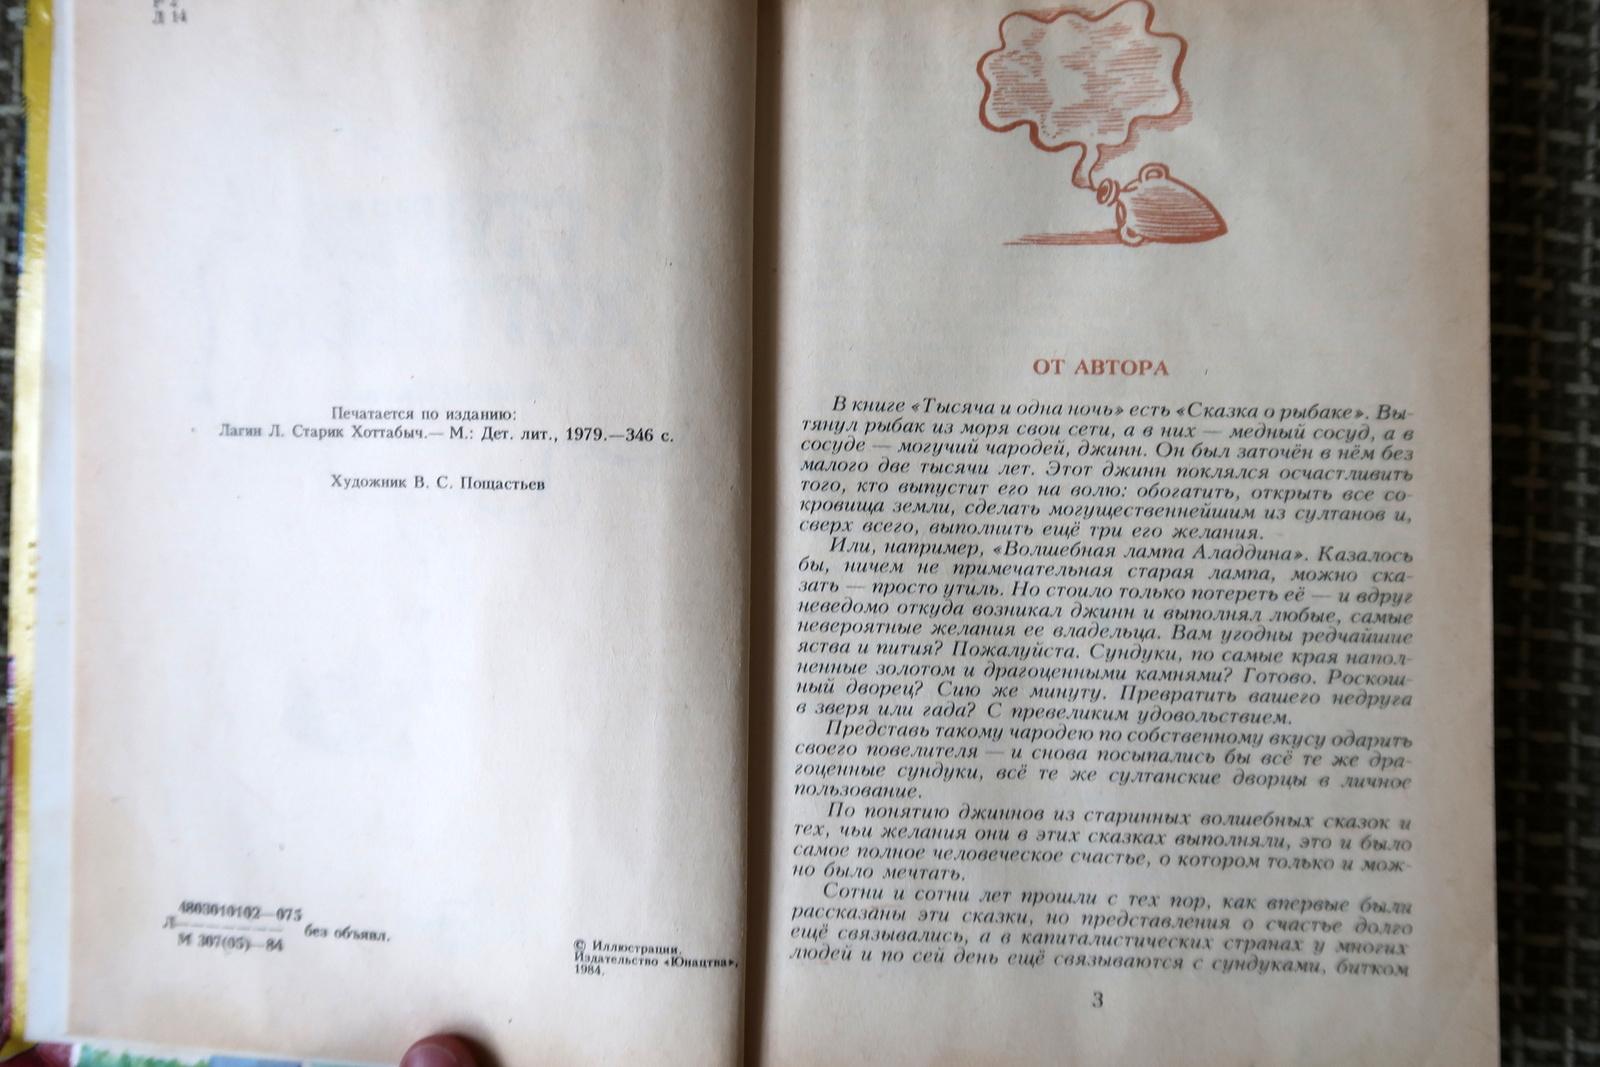 Л 14
Печатается по изданию:
Лагин Л. Старик Хоттабыч.— М.: Дет. лит., 1979.—346 с.
Художник В. С. Пощастьев
4803010102—075
Л
без объявл.
М 307(05)—84
© Иллюстрации.
Издательство «Юнацтва»,
1984.
ОТ АВТОРА
В книге «Тысяча и одна ночь» есть «Сказка о рыбаке». Вы-
тянул рыбак из моря свои сети, а в них — медный сосуд, а в
сосуде — могучий чародей, джинн. Он был заточён в нём без
малого две тысячи лет. Этот джинн поклялся осчастливить
того, кто выпустит его на волю: обогатить, открыть все со-
кровища земли, сделать могущественнейшим из султанов и,
сверх всего, выполнить ещё три его желания.
Или, например, «Волшебная лампа Аладдина». Казалось
бы, ничем не примечательная старая лампа, можно ска-
зать — просто утиль. Но стоило только потереть её — и вдруг
неведомо откуда возникал джинн и выполнял любые, самые
невероятные желания ее владельца. Вам угодны редчайшие
яства и пития? Пожалуйста. Сундуки, по самые края напол-
ненные золотом и драгоценными камнями? Готово. Роскош-
ный дворец? Сию же минуту. Превратить вашего недруга
в зверя или гада? С превеликим удовольствием.
Представь такому чародею по собственному вкусу одарить
своего повелителя — и снова посыпались бы всё те же дра-
гоценные сундуки, всё те же султанские дворцы в личное
пользование.
По понятию джиннов из старинных волшебных сказок и
тех, чьи желания они в этих сказках выполняли, это и было
самое полное человеческое счастье, о котором только и мож-
но было мечтать.
Сотни и сотни лет прошли с тех пор, как впервые были
рассказаны эти сказки, но представления о счастье долго
ещё связывались, а в капиталистических странах у многих
людей и по сей день ещё связываются с сундуками, битком
3